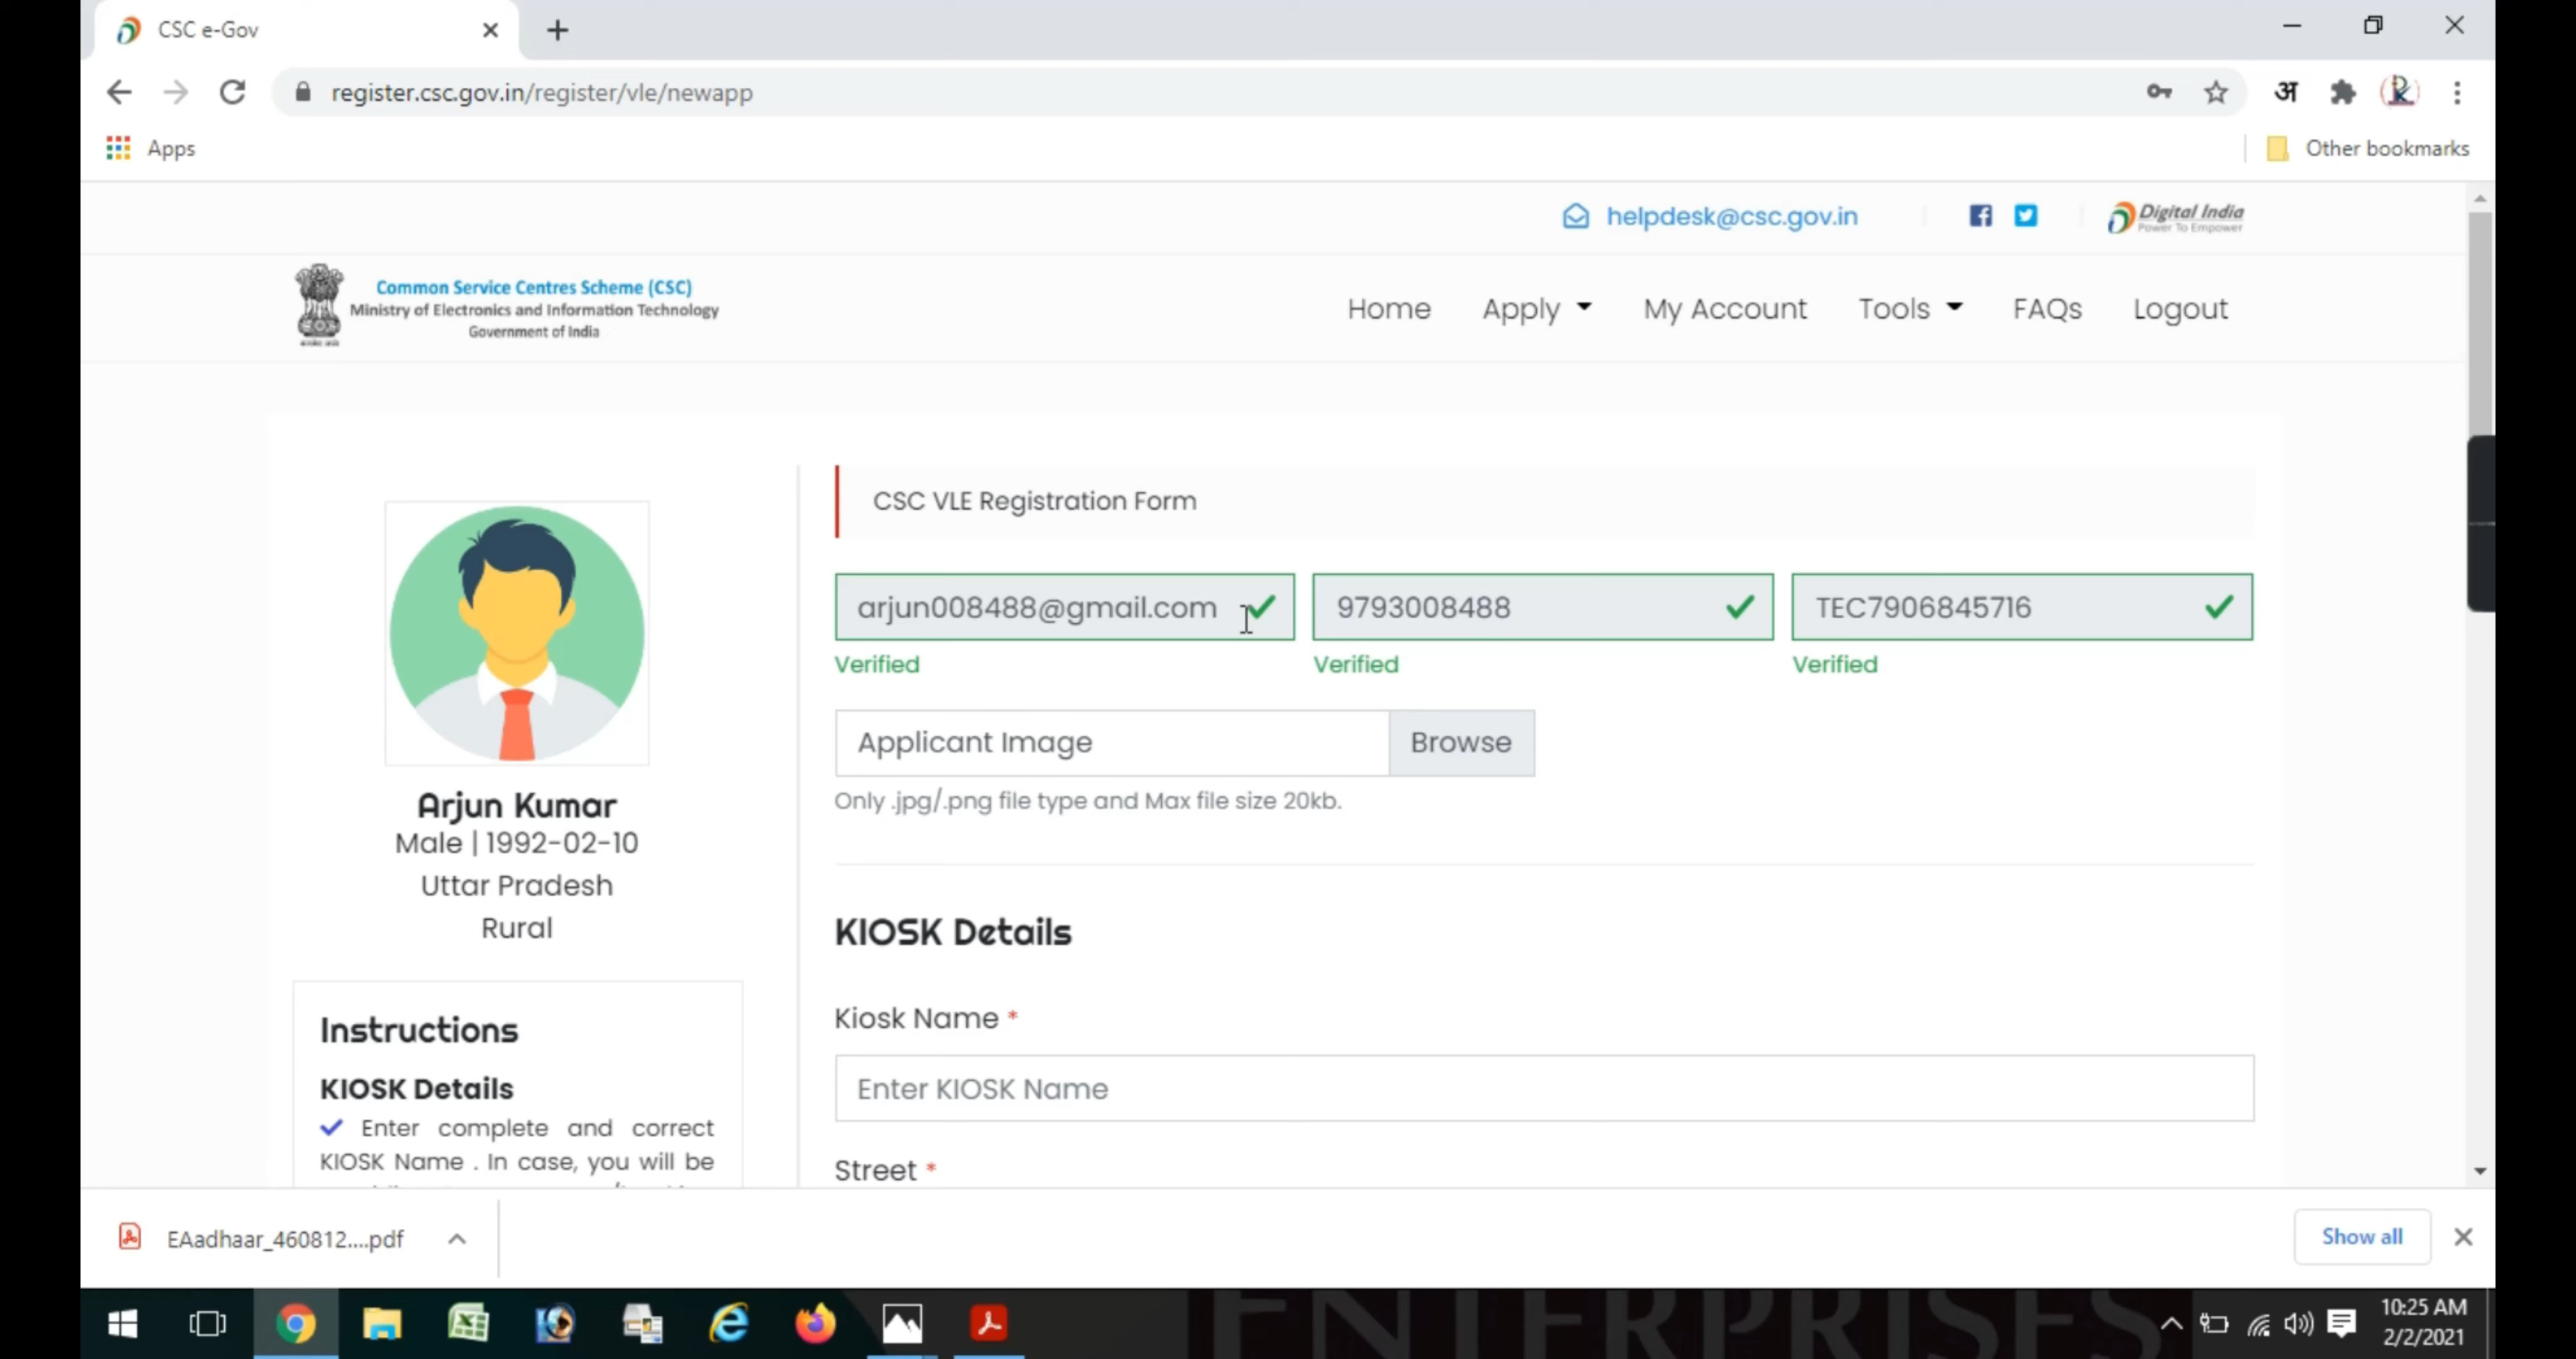 CSC e-Gov
register.csc.gov.in/register/vle/newapp
अ
Apps
Other bookmarks
helpdesk@csc.gov.in
Digital India
Power To Empower
Common Service Centres Scheme (CSC)
Ministry of Electronics and Information Technology
Government of India
Home Apply My Account Tools FAQs Logout
CSC VLE Registration Form
arjun008488@gmail.com 9793008488 TEC7906845716
Verified Verified Verified
Applicant Image Browse
Only .jpg/.png file type and Max file size 20kb.
Arjun Kumar
Male | 1992-02-10
Uttar Pradesh
Rural
KIOSK Details
Kiosk Name *
Enter KIOSK Name
Street *
Instructions
KIOSK Details
Enter complete and correct
KIOSK Name . In case, you will be
EAadhaar_460812....pdf
Show all
ENTERPRISES
10:25 AM
2/2/2021